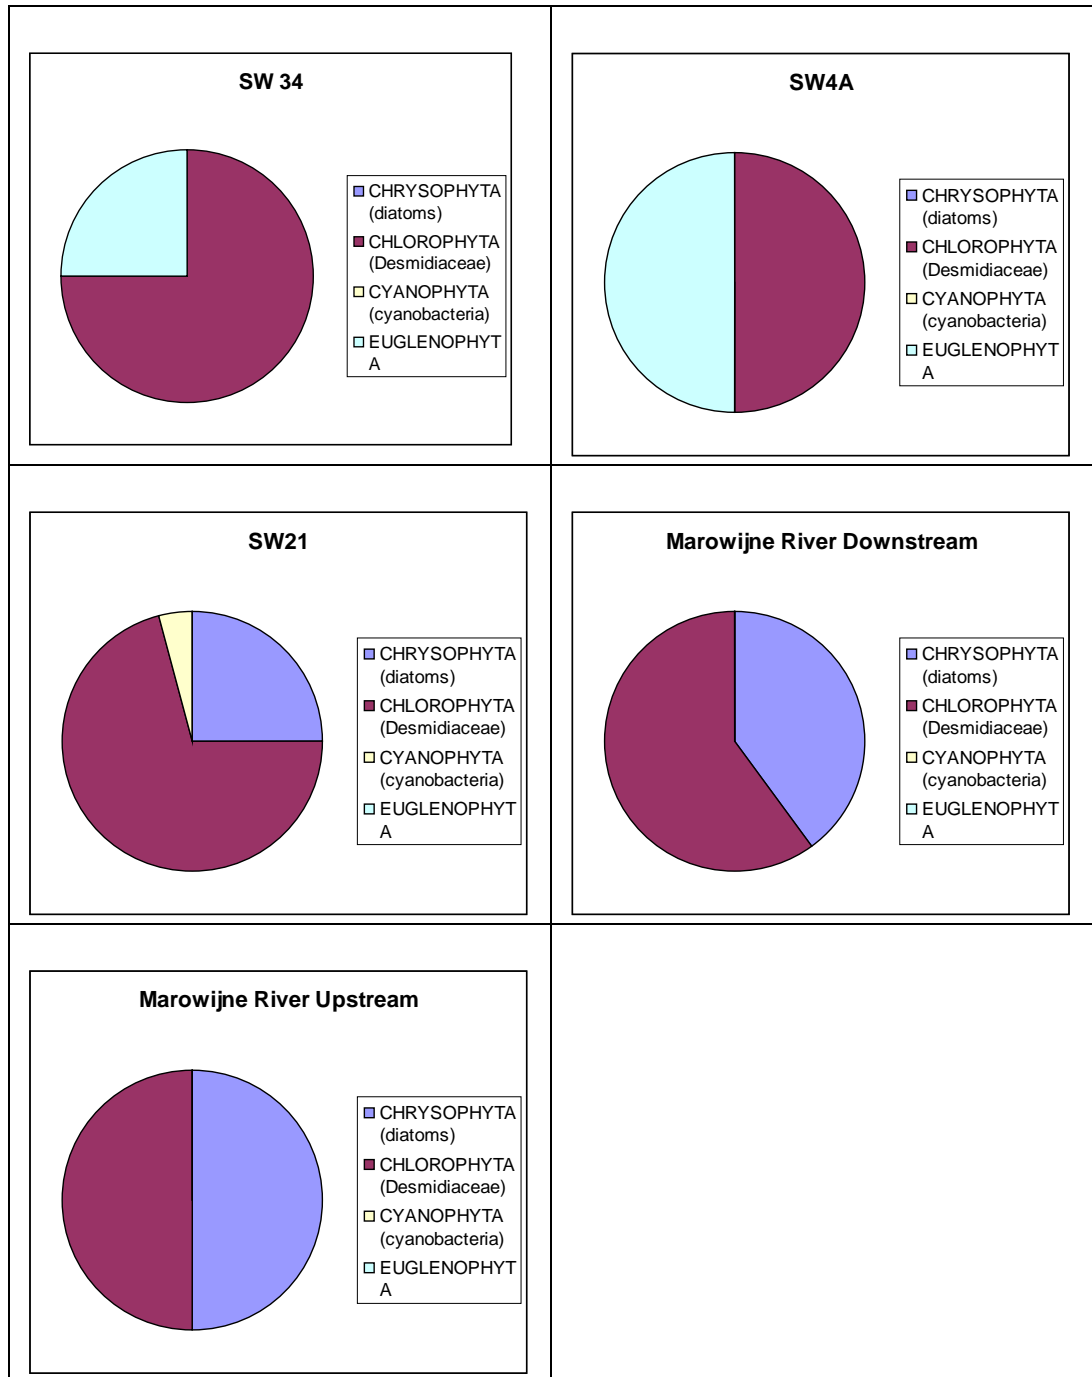 SW 34
CHRYSOPHYTA
(diatoms)
CHLOROPHYTA
(Desmidiaceae)
CYANOPHYTA
(cyanobacteria)
EUGLENOPHYT
A
SW4A
CHRYSOPHYTA
(diatoms)
CHLOROPHYTA
(Desmidiaceae)
CYANOPHYTA
(cyanobacteria)
EUGLENOPHYT
A
SW21
CHRYSOPHYTA
(diatoms)
CHLOROPHYTA
(Desmidiaceae)
CYANOPHYTA
(cyanobacteria)
EUGLENOPHYT
A
Marowijne River Downstream
CHRYSOPHYTA
(diatoms)
CHLOROPHYTA
(Desmidiaceae)
CYANOPHYTA
(cyanobacteria)
EUGLENOPHYT
A
Marowijne River Upstream
CHRYSOPHYTA
(diatoms)
CHLOROPHYTA
(Desmidiaceae)
CYANOPHYTA
(cyanobacteria)
EUGLENOPHYT
A